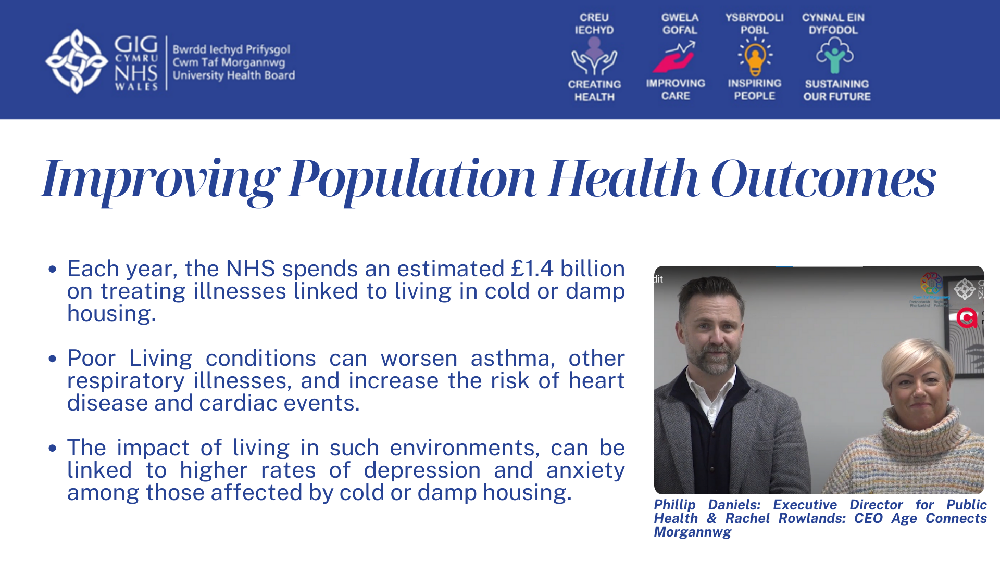 GIG
CYMRU
NHS
WALES
Bwrdd Iechyd Prifysgol
Cwm Taf Morgannwg
University Health Board
CREU
IECHYD
CREATING
HEALTH
GWELA
GOFAL
IMPROVING
CARE
YSBRYDOLI
POBL
INSPIRING
PEOPLE
CYNNAL EIN
DYFODOL
SUSTAINING
OUR FUTURE
Improving Population Health Outcomes
• Each year, the NHS spends an estimated £1.4 billion
on treating illnesses linked to living in cold or damp
housing.
• Poor Living conditions can worsen asthma, other
respiratory illnesses, and increase the risk of heart
disease and cardiac events.
• The impact of living in such environments, can be
linked to higher rates of depression and anxiety
among those affected by cold or damp housing.
dit
Cwm Taf Morgannwg
Partneriaeth
Rhanbarthol
Phillip Daniels: Executive Director for Public
Health & Rachel Rowlands: CEO Age Connects
Morgannwg